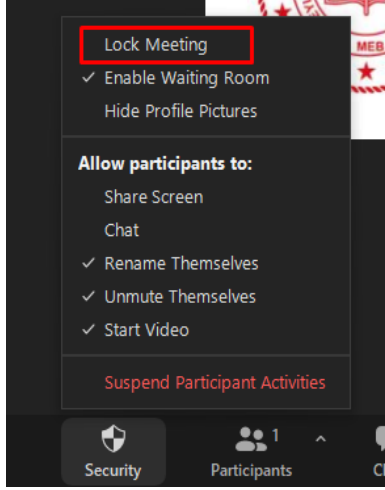 Lock Meeting
MEB
✓ Enable Waiting Room
Hide Profile Pictures
Allow participants to:
Share Screen
Chat
✓ Rename Themselves
✓ Unmute Themselves
✓ Start Video
Suspend Participant Activities
1
Security
Participants